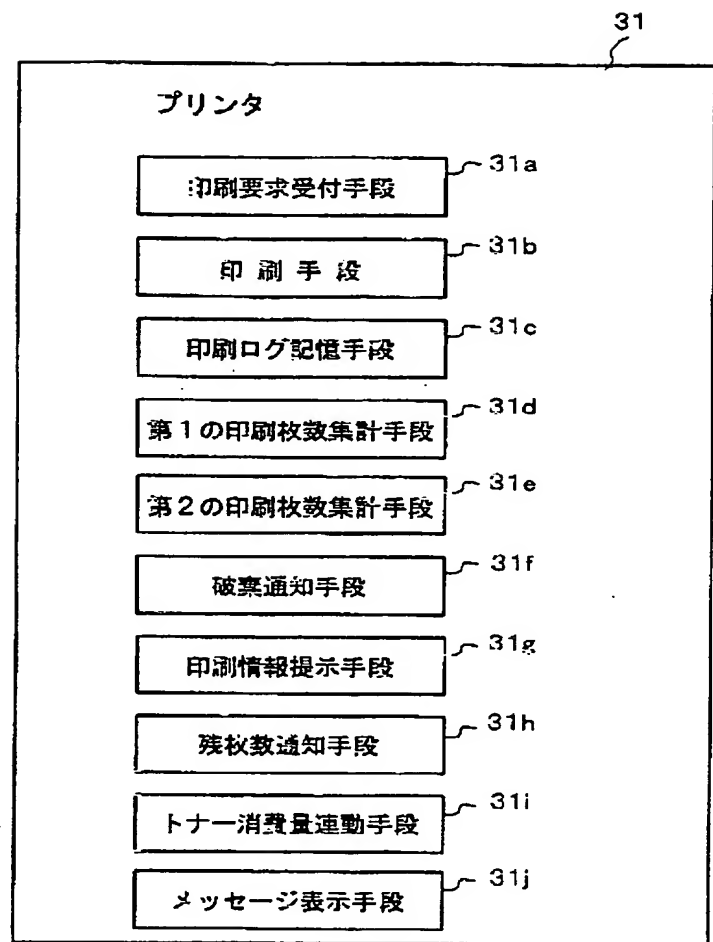 31
プリンタ
印刷要求受付手段 31a
印刷手段 31b
印刷ログ記憶手段 31c
第1の印刷枚数集計手段 31d
第2の印刷枚数集計手段 31e
破棄通知手段 31f
印刷情報提示手段 31g
残枚数通知手段 31h
トナー消費量連動手段 31i
メッセージ表示手段 31j